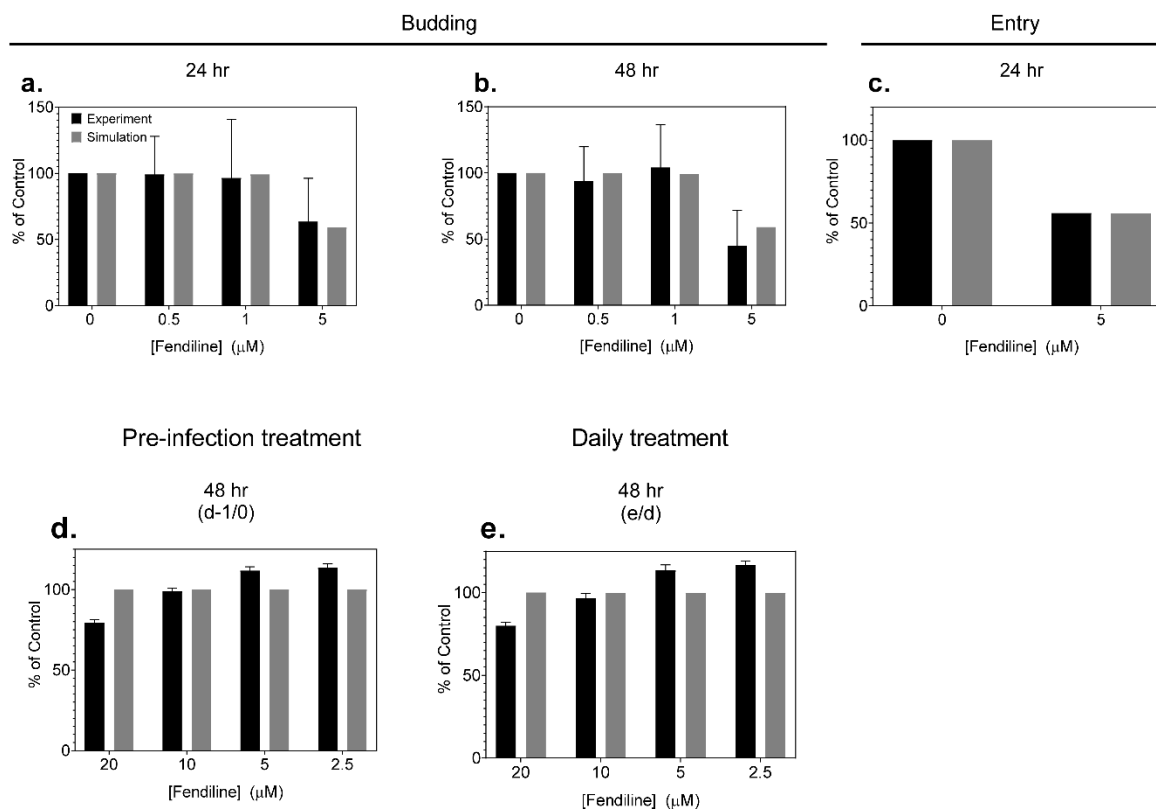 Budding
Entry
a.
24 hr
b.
48 hr
c.
24 hr
150
100
50
0
% of Control
Experiment
Simulation
0 0.5 1 5
[Fendiline] (μM)
150
100
50
0
% of Control
0 0.5 1 5
[Fendiline] (μM)
100
50
0
% of Control
0 5
[Fendiline] (μM)
Pre-infection treatment
Daily treatment
48 hr
(d-1/0)
d.
48 hr
(e/d)
e.
100
50
0
% of Control
20 10 5 2.5
[Fendiline] (μM)
100
50
0
% of Control
20 10 5 2.5
[Fendiline] (μM)